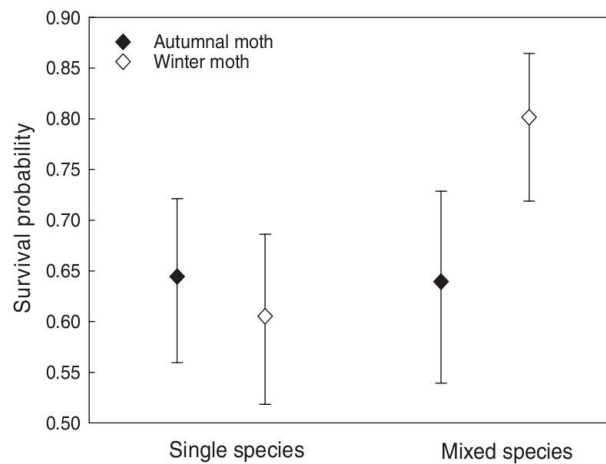 0.90
Autumnal moth
Winter moth
0.85
0.80
0.75
0.70
0.65
0.60
0.55
0.50
Survival probability
Single species
Mixed species